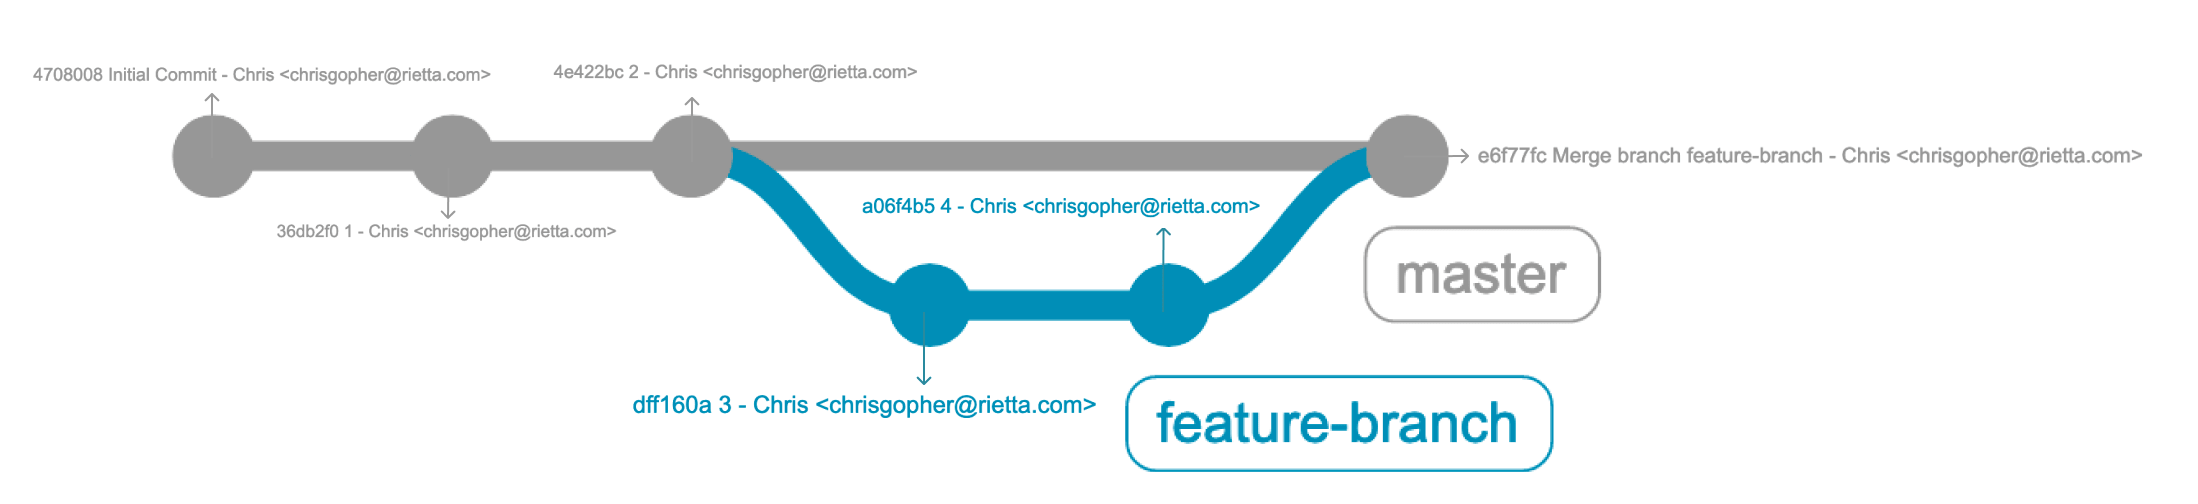 4708008 Initial Commit - Chris <chrisgopher@rietta.com>
4e422bc 2 - Chris <chrisgopher@rietta.com>
e6f77fc Merge branch feature-branch - Chris <chrisgopher@rietta.com>
a06f4b5 4 - Chris <chrisgopher@rietta.com>
36db2f0 1 - Chris <chrisgopher@rietta.com>
master
dff160a 3 - Chris <chrisgopher@rietta.com>
feature-branch